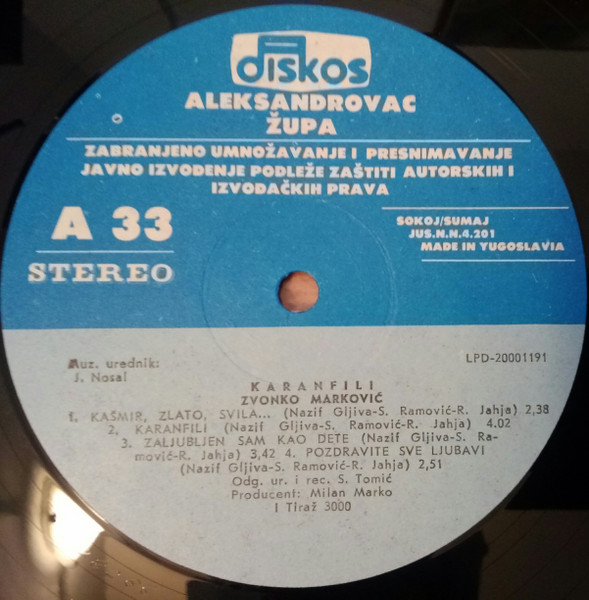 diskos
ALEKSANDROVAC
ŽUPA
ZABRANJENO UMNOŽAVANJE I PRESNIMAVANJE
JAVNO IZVOĐENJE PODLEŽE ZAŠTITI AUTORSKIH I
IZVOĐAČKIH PRAVA
A 33
STEREO
SOKOJ/SUMAJ
JUS.N.N.4.201
MADE IN YUGOSLAVIA
Muz. urednik:
J. Nosal
LPD-20001191
KARANFILI
ZVONKO MARKOVIĆ
1. KAŠMIR, ZLATO, SVILA... (Nazif Gljiva-S. Ramović-R. Jahja) 2,38
2. KARANFILI (Nazif Gljiva-S. Ramović-R. Jahja) 4.02
3. ZALJUBLJEN SAM KAO DETE (Nazif Gljiva-S. Ra-
mović-R. Jahja) 3,42 4. POZDRAVITE SVE LJUBAVI
(Nazif Gljiva-S. Ramović-R. Jahja) 2,51
Odg. ur. i rec. S. Tomić
Producent: Milan Marko
I Tiraž 3000